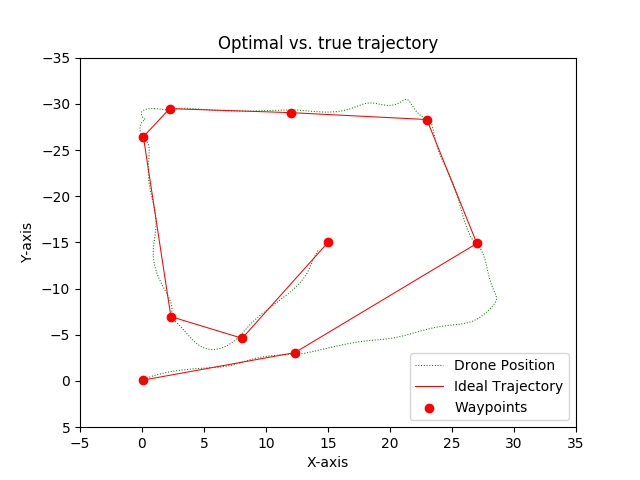 Optimal vs. true trajectory
−35
−30
−25
−20
−15
−10
−5
0
5
Y-axis
−5 0 5 10 15 20 25 30 35
X-axis
Drone Position
Ideal Trajectory
Waypoints